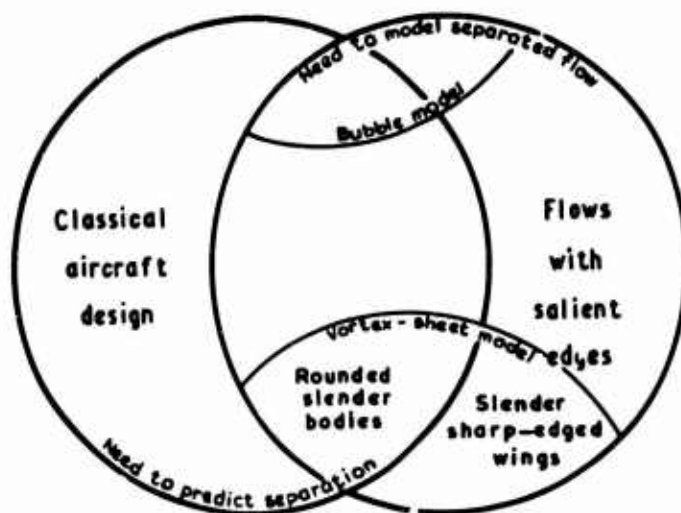 Need to model separated flow
Bubble model
Classical
aircraft
design
Flows
with
salient
edges
Vortex-sheet model
Rounded
slender
bodies
Slender
sharp-edged
wings
Need to predict separation